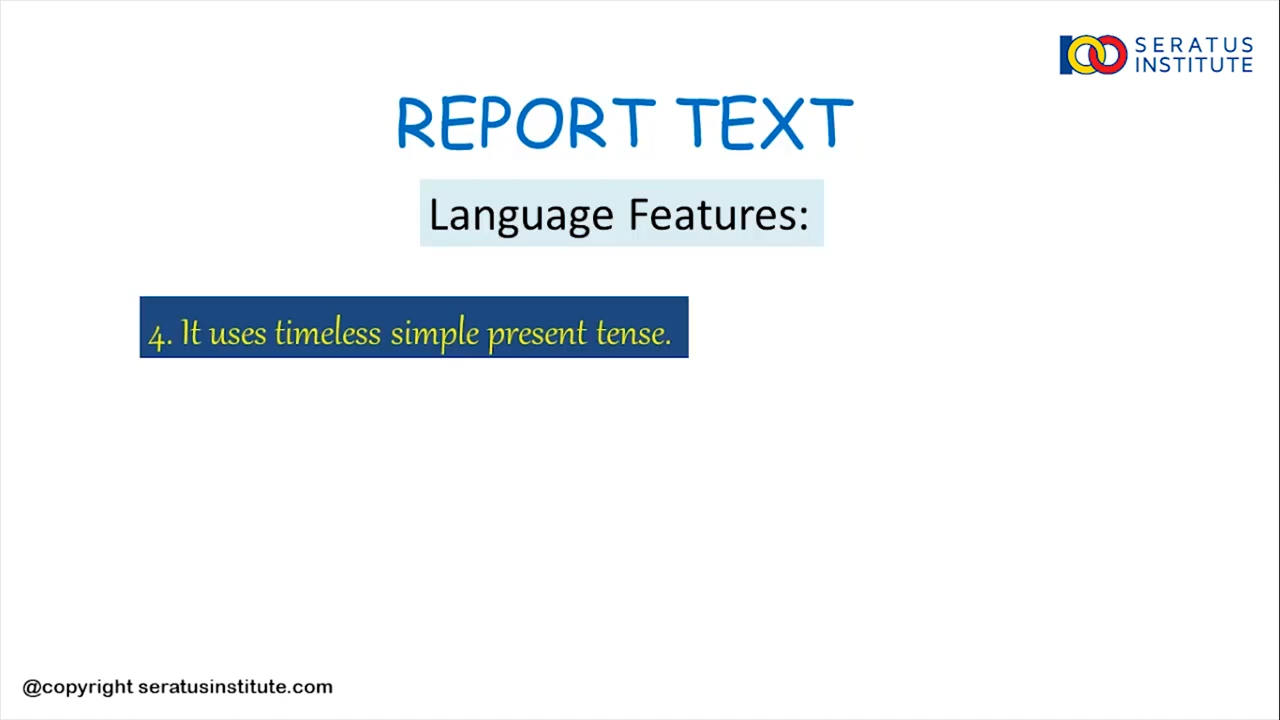 SERATUS
INSTITUTE
REPORT TEXT
Language Features:
4. It uses timeless simple present tense.
@copyright seratusinstitute.com